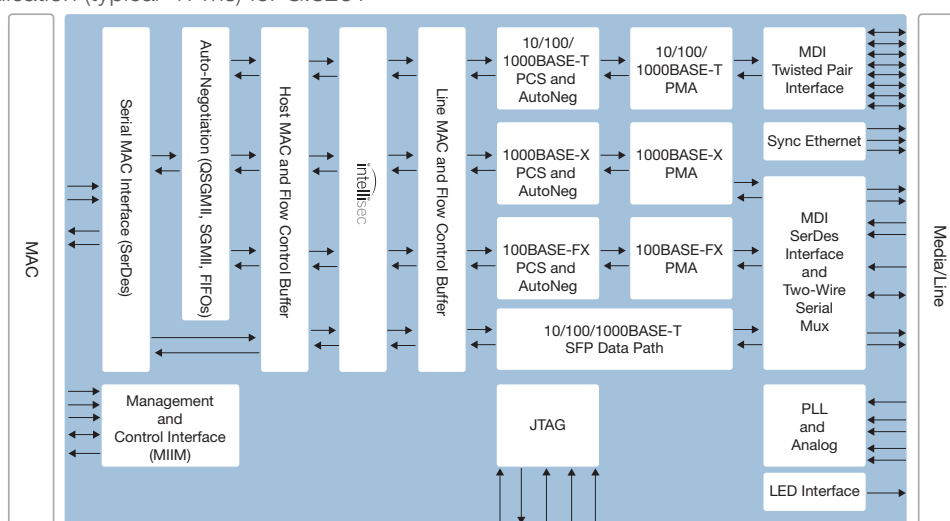 MAC
Serial MAC Interface (SerDes)
Auto-Negotiation (QSGMII, SGMII, FIFOs)
Host MAC and Flow Control Buffer
intellisec
Line MAC and Flow Control Buffer
10/100/
1000BASE-T
PCS and
AutoNeg
10/100/
1000BASE-T
PMA
MDI
Twisted Pair
Interface
Sync Ethernet
1000BASE-X
PCS and
AutoNeg
1000BASE-X
PMA
MDI
SerDes
Interface
and
Two-Wire
Serial
Mux
100BASE-FX
PCS and
AutoNeg
100BASE-FX
PMA
10/100/1000BASE-T
SFP Data Path
Management
and
Control Interface
(MIIM)
JTAG
PLL
and
Analog
LED Interface
Media/Line